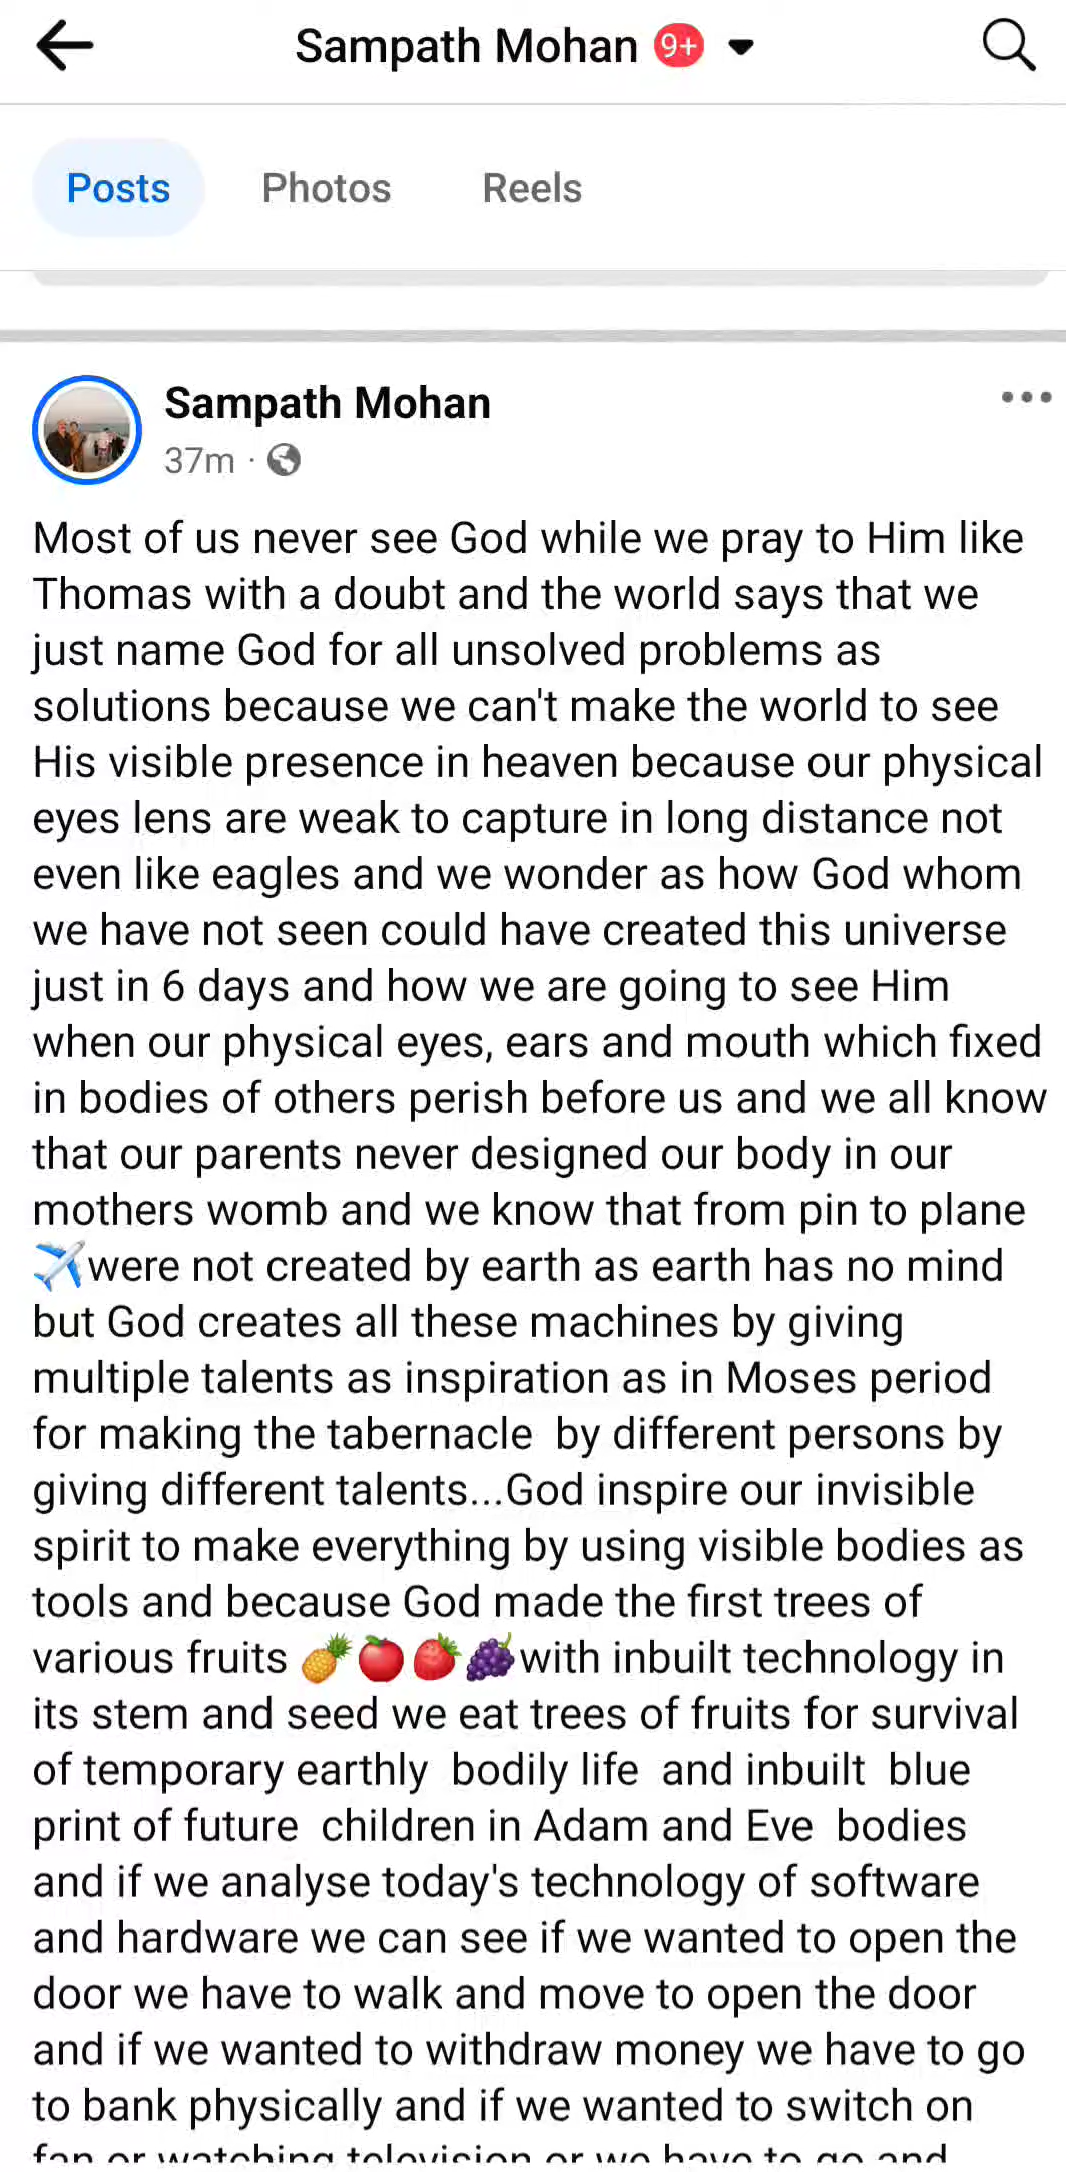 Sampath Mohan 9+
Posts Photos Reels
Sampath Mohan
37m ·
Most of us never see God while we pray to Him like
Thomas with a doubt and the world says that we
just name God for all unsolved problems as
solutions because we can't make the world to see
His visible presence in heaven because our physical
eyes lens are weak to capture in long distance not
even like eagles and we wonder as how God whom
we have not seen could have created this universe
just in 6 days and how we are going to see Him
when our physical eyes, ears and mouth which fixed
in bodies of others perish before us and we all know
that our parents never designed our body in our
mothers womb and we know that from pin to plane
✈️were not created by earth as earth has no mind
but God creates all these machines by giving
multiple talents as inspiration as in Moses period
for making the tabernacle  by different persons by
giving different talents...God inspire our invisible
spirit to make everything by using visible bodies as
tools and because God made the first trees of
various fruits 🍍🍎🍓🍇with inbuilt technology in
its stem and seed we eat trees of fruits for survival
of temporary earthly  bodily life  and inbuilt  blue
print of future  children in Adam and Eve  bodies
and if we analyse today's technology of software
and hardware we can see if we wanted to open the
door we have to walk and move to open the door
and if we wanted to withdraw money we have to go
to bank physically and if we wanted to switch on
fan or watching television or we have to go and